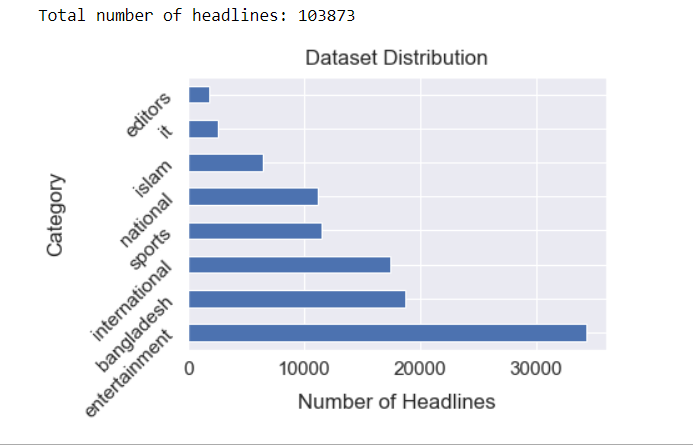 Total number of headlines: 103873
Dataset Distribution
Category
editors
it
islam
national
sports
international
bangladesh
entertainment
0 10000 20000 30000
Number of Headlines